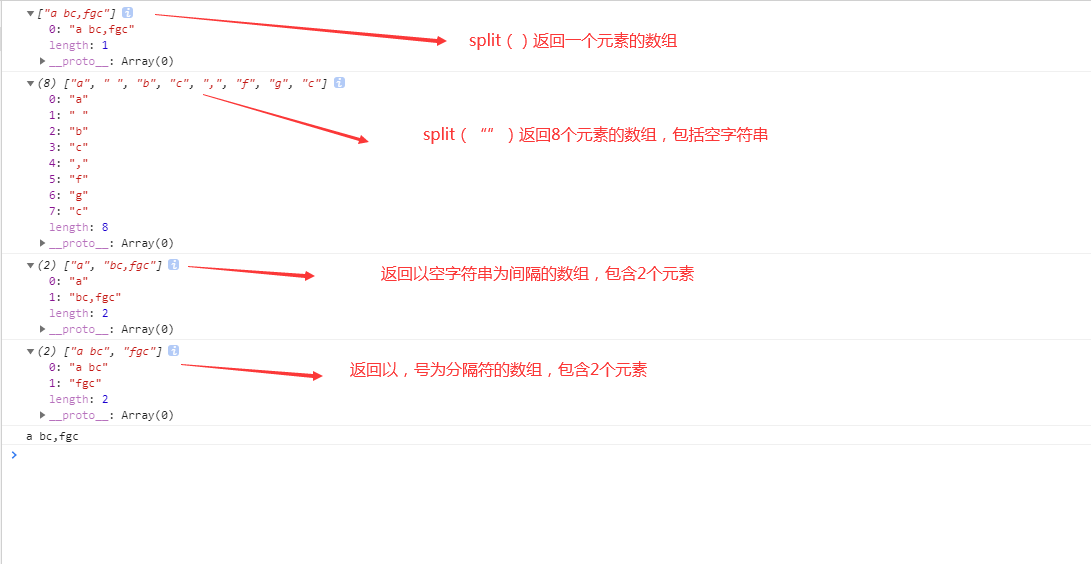 ▼["a bc,fgc"] i
0: "a bc,fgc"
length: 1
▶__proto__: Array(0)
split（ ）返回一个元素的数组
▼(8) ["a", " ", "b", "c", ",", "f", "g", "c"] i
0: "a"
1: " "
2: "b"
3: "c"
4: ","
5: "f"
6: "g"
7: "c"
length: 8
▶__proto__: Array(0)
split（ “” ）返回8个元素的数组，包括空字符串
▼(2) ["a", "bc,fgc"] i
0: "a"
1: "bc,fgc"
length: 2
▶__proto__: Array(0)
返回以空字符串为间隔的数组，包含2个元素
▼(2) ["a bc", "fgc"] i
0: "a bc"
1: "fgc"
length: 2
▶__proto__: Array(0)
返回以，号为分隔符的数组，包含2个元素
a bc,fgc
>